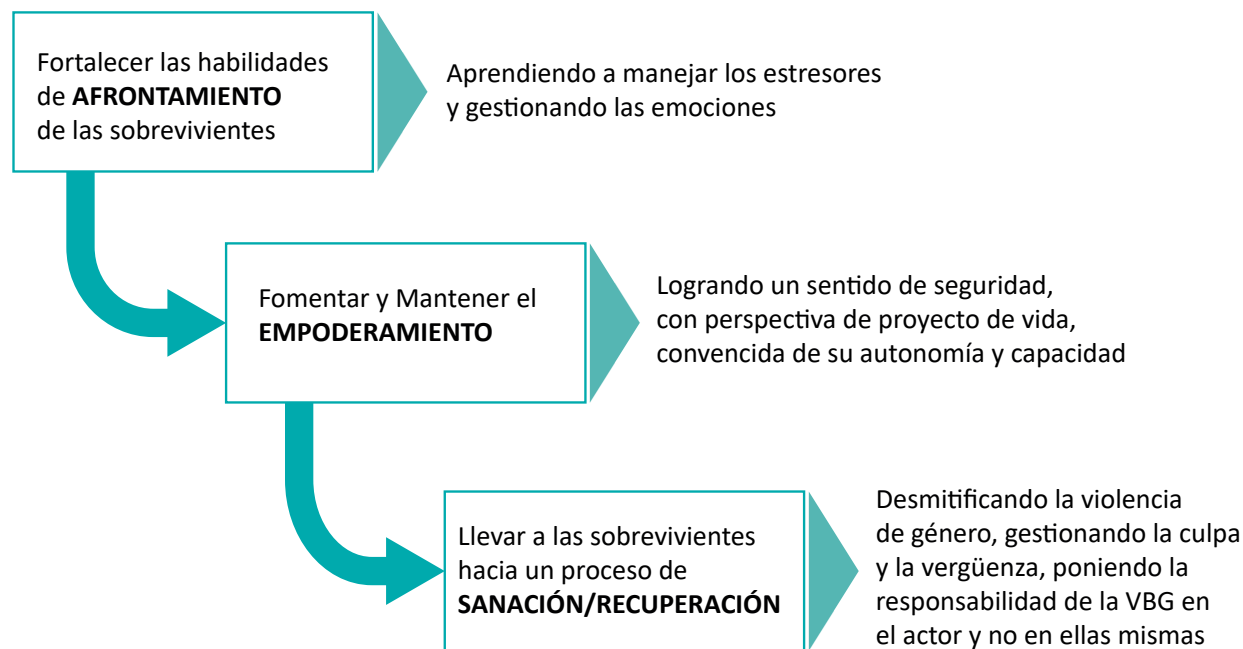 Fortalecer las habilidades
de AFRONTAMIENTO
de las sobrevivientes
Aprendiendo a manejar los estresores
y gestionando las emociones
Fomentar y Mantener el
EMPODERAMIENTO
Logrando un sentido de seguridad,
con perspectiva de proyecto de vida,
convencida de su autonomía y capacidad
Llevar a las sobrevivientes
hacia un proceso de
SANACIÓN/RECUPERACIÓN
Desmitificando la violencia
de género, gestionando la culpa
y la vergüenza, poniendo la
responsabilidad de la VBG en
el actor y no en ellas mismas